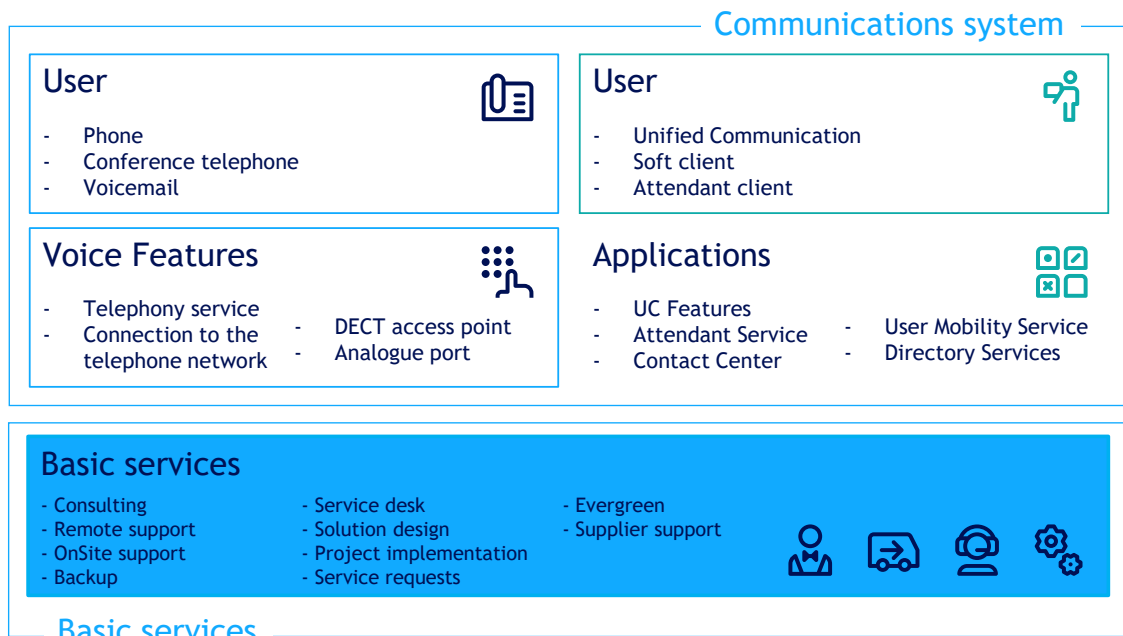 Communications system
User
- Phone
- Conference telephone
- Voicemail
User
- Unified Communication
- Soft client
- Attendant client
Voice Features
- Telephony service
- Connection to the
telephone network
- DECT access point
- Analogue port
Applications
- UC Features
- Attendant Service
- Contact Center
- User Mobility Service
- Directory Services
Basic services
- Consulting
- Remote support
- OnSite support
- Backup
- Service desk
- Solution design
- Project implementation
- Service requests
- Evergreen
- Supplier support
Basic services